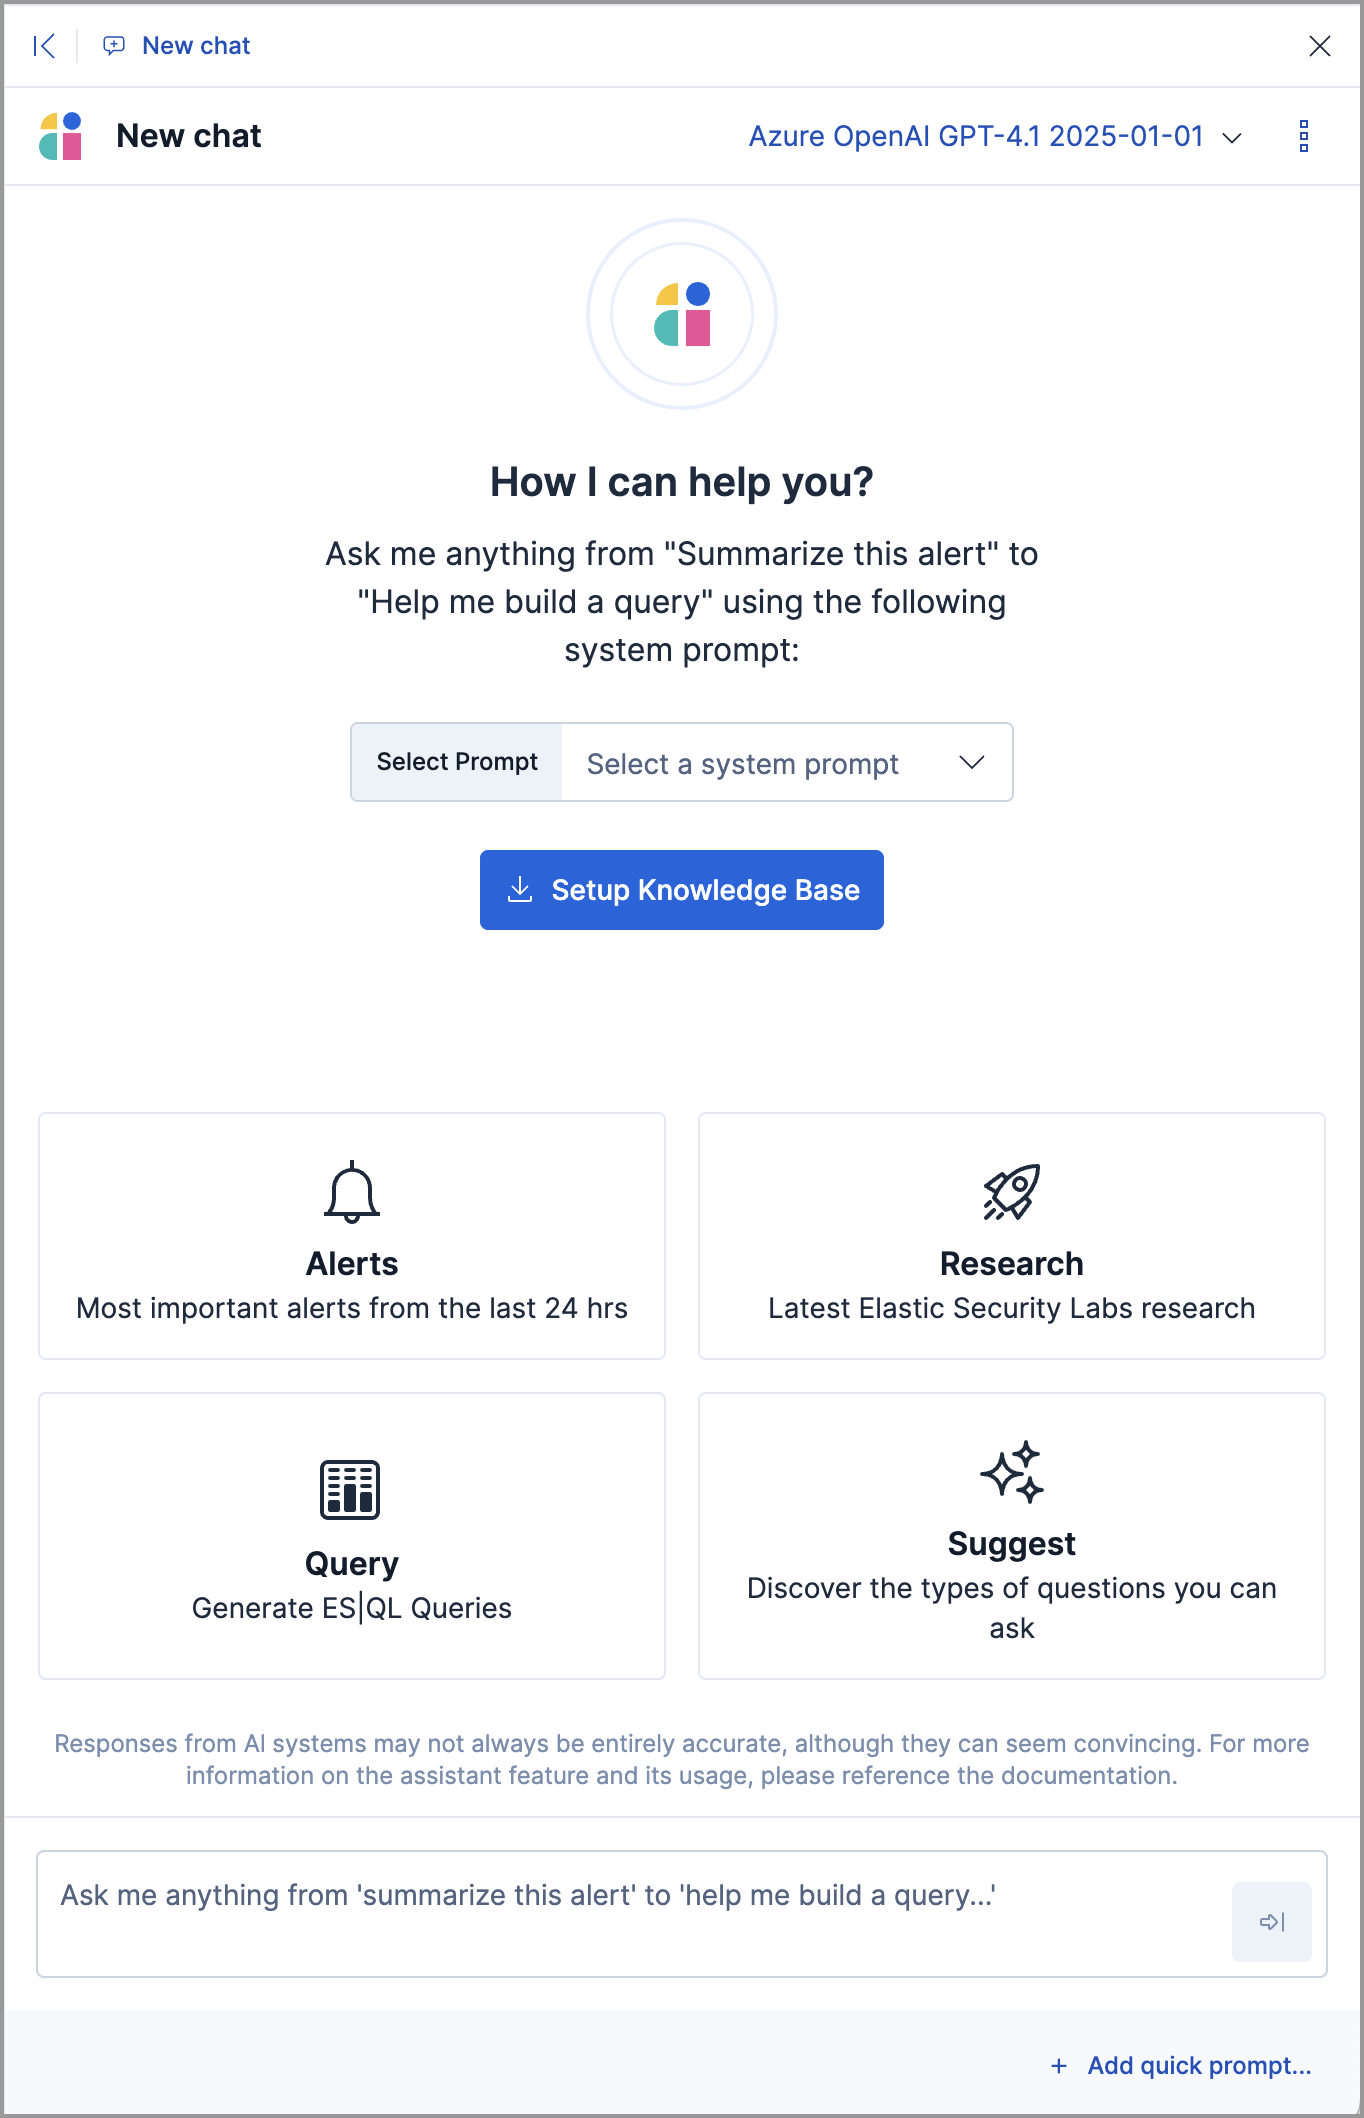 New chat
New chat
Azure OpenAI GPT-4.1 2025-01-01
How I can help you?
Ask me anything from "Summarize this alert" to
"Help me build a query" using the following
system prompt:
Select Prompt
Select a system prompt
Setup Knowledge Base
Alerts
Most important alerts from the last 24 hrs
Research
Latest Elastic Security Labs research
Query
Generate ES|QL Queries
Suggest
Discover the types of questions you can
ask
Responses from AI systems may not always be entirely accurate, although they can seem convincing. For more
information on the assistant feature and its usage, please reference the documentation.
Ask me anything from 'summarize this alert' to 'help me build a query...'
+ Add quick prompt...